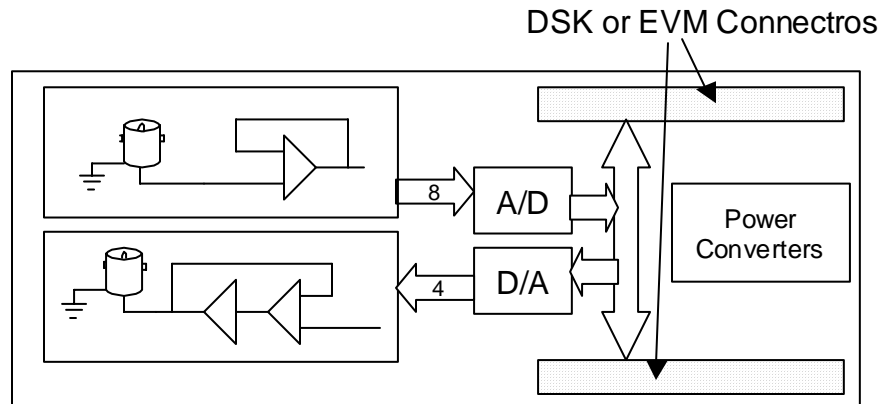 DSK or EVM Connectros
8
A/D
Power
Converters
4
D/A